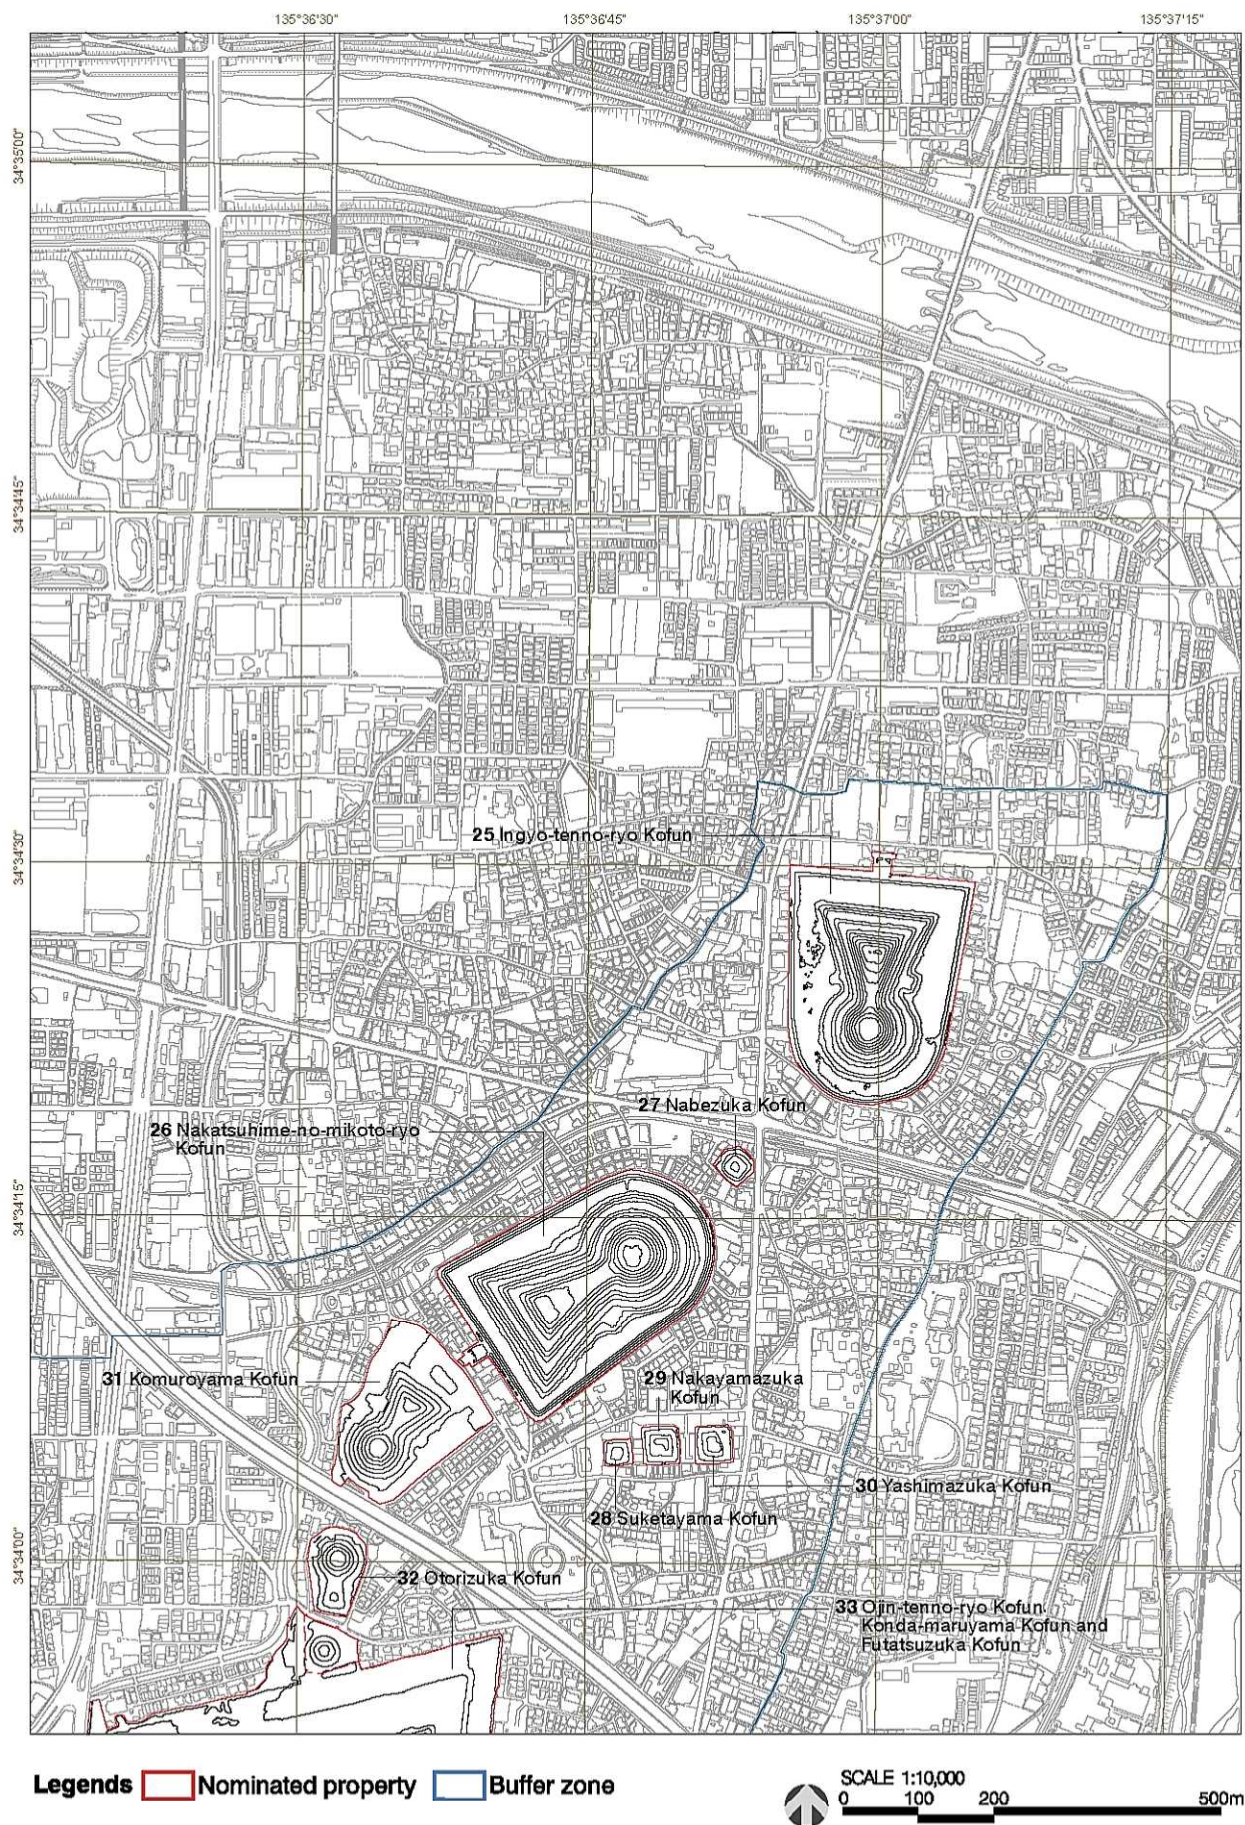 135°36'30" 135°36'45" 135°37'00" 135°37'15"
34°35'00"
34°34'45"
34°34'30"
34°34'15"
34°34'0"
25 Ingyo-tenno-ryo Kofun
27 Nabezuka Kofun
26 Nakatsuhime-no-mikoto-ryo
Kofun
31 Komuroyama Kofun
29 Nakayamazuka
Kofun
30 Yashimazuka Kofun
28 Suketayama Kofun
32 Otorizuka Kofun
33 Ojin-tenno-ryo Kofun,
Konda-maruyama Kofun and
Futatsuzuka Kofun
Legends Nominated property Buffer zone
SCALE 1:10,000
0 100 200 500m